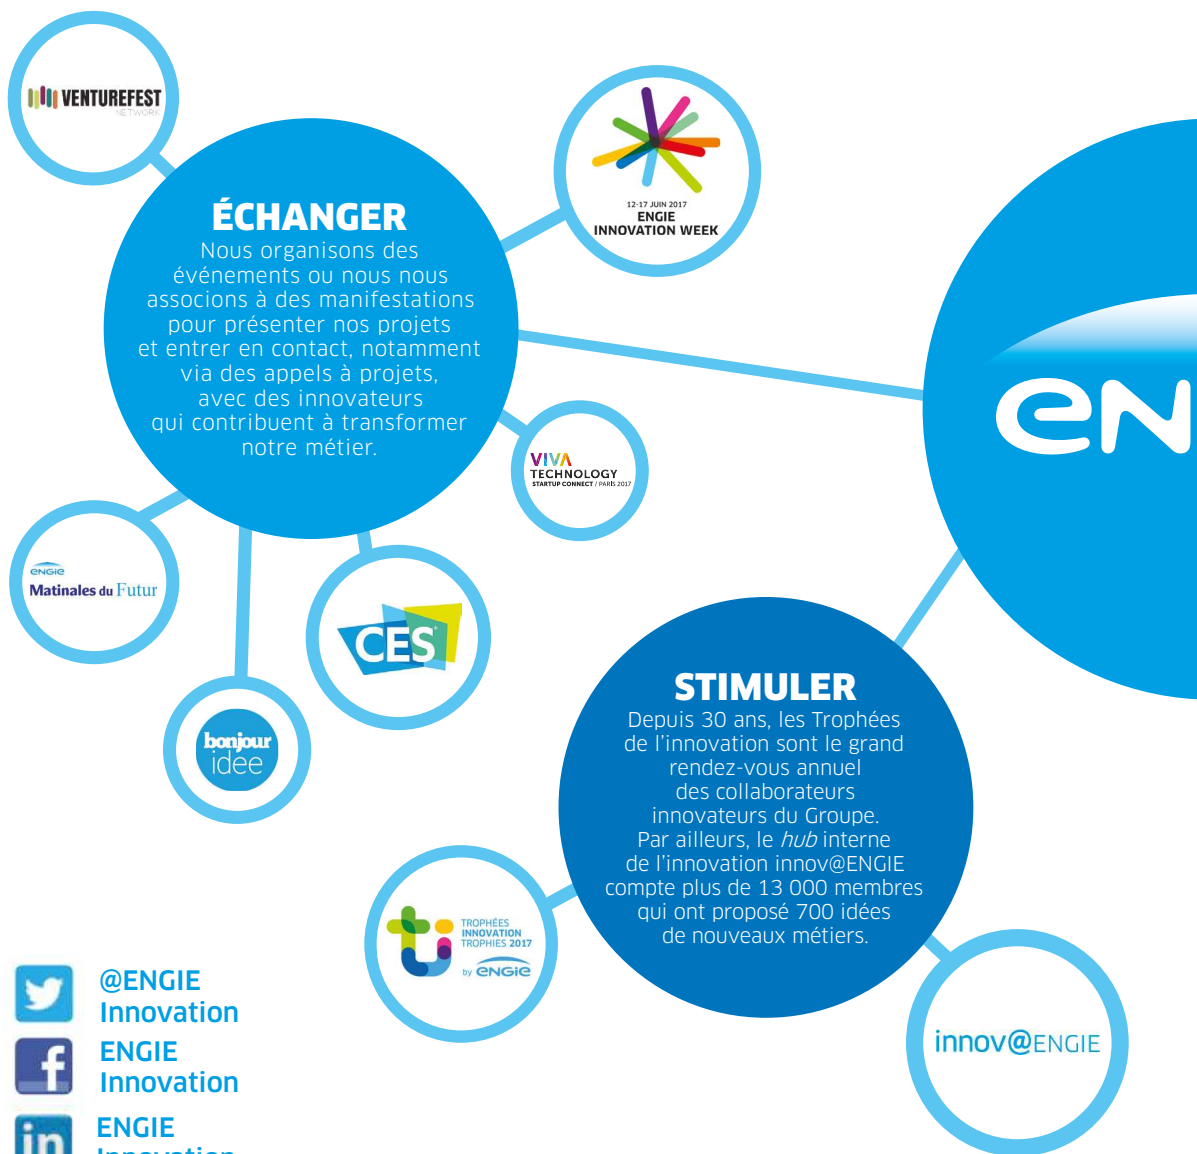 VENTUREFEST
NETWORK
12-17 JUIN 2017
ENGIE
INNOVATION WEEK
ÉCHANGER
Nous organisons des
événements ou nous nous
associons à des manifestations
pour présenter nos projets
et entrer en contact, notamment
via des appels à projets,
avec des innovateurs
qui contribuent à transformer
notre métier.
eN
VIVA
TECHNOLOGY
STARTUP CONNECT / PARIS 2017
ENGIE
Matinales du Futur
CES
bonjour
idee
STIMULER
Depuis 30 ans, les Trophées
de l’innovation sont le grand
rendez-vous annuel
des collaborateurs
innovateurs du Groupe.
Par ailleurs, le hub interne
de l’innovation innov@ENGIE
compte plus de 13 000 membres
qui ont proposé 700 idées
de nouveaux métiers.
ti
TROPHÉES
INNOVATION
TROPHIES 2017
by ENGIE
innov@ENGIE
@ENGIE
Innovation
f
ENGIE
Innovation
in
ENGIE
Innovation